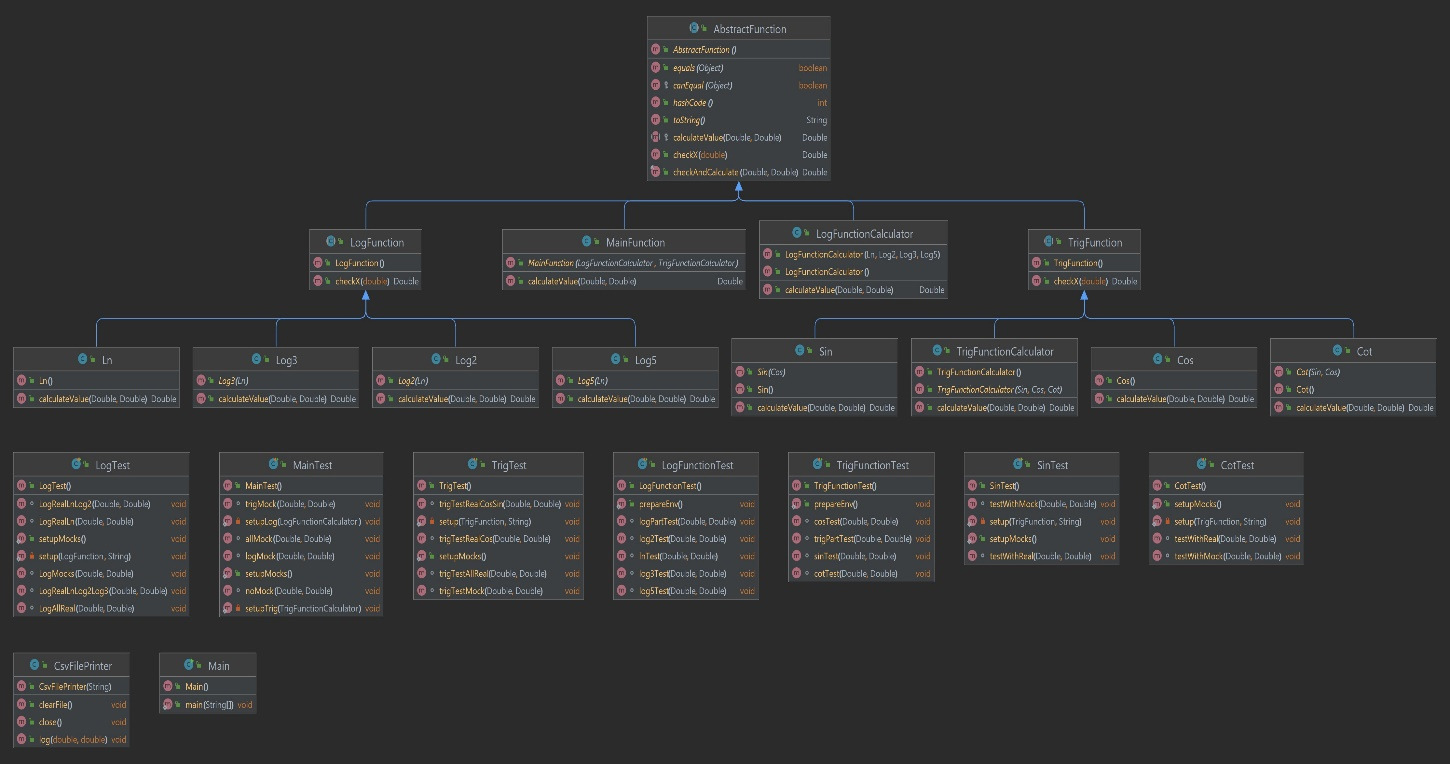 AbstractFunction
AbstractFunction ()
equals (Object) boolean
canEqual (Object) boolean
hashCode () int
toString() String
calculateValue(Double, Double) Double
checkX(double) Double
checkAndCalculate (Double, Double) Double
LogFunction
LogFunction ()
checkX(double) Double
MainFunction
MainFunction (LogFunctionCalculator , TrigFunctionCalculator )
calculateValue(Double, Double) Double
LogFunctionCalculator
LogFunctionCalculator (Ln, Log2, Log3, Log5)
LogFunctionCalculator ()
calculateValue(Double, Double) Double
TrigFunction
TrigFunction()
checkX(double) Double
Ln
Ln()
calculateValue(Double, Double) Double
Log3
Log3(Ln)
calculateValue(Double, Double) Double
Log2
Log2(Ln)
calculateValue(Double, Double) Double
Log5
Log5(Ln)
calculateValue(Double, Double) Double
Sin
Sin(Cos)
Sin()
calculateValue(Double, Double) Double
TrigFunctionCalculator
TrigFunctionCalculator()
TrigFunctionCalculator (Sin, Cos, Cot)
calculateValue(Double, Double) Double
Cos
Cos()
calculateValue(Double, Double) Double
Cot
Cot(Sin, Cos)
Cot()
calculateValue(Double, Double) Double
LogTest
LogTest()
LogRealLnLog2(Double, Double) void
LogRealLn(Double, Double) void
setupMocks() void
setup(LogFunction , String) void
LogMocks(Double, Double) void
LogRealLnLog2Log3(Double, Double) void
LogAllReal(Double, Double) void
MainTest
MainTest()
trigMock(Double, Double) void
setupLog(LogFunctionCalculator) void
allMock(Double, Double) void
logMock(Double, Double) void
setupMocks() void
noMock(Double, Double) void
setupTrig(TrigFunctionCalculator) void
TrigTest
TrigTest()
trigTestRealCosSin(Double, Double) void
setup(TrigFunction, String) void
trigTestRealCos(Double, Double) void
setupMocks() void
trigTestAllReal(Double, Double) void
trigTestMock(Double, Double) void
LogFunctionTest
LogFunctionTest()
prepareEnv() void
logPartTest(Double, Double) void
log2Test(Double, Double) void
lnTest(Double, Double) void
log3Test(Double, Double) void
log5Test(Double, Double) void
TrigFunctionTest
TrigFunctionTest()
prepareEnv() void
cosTest(Double, Double) void
trigPartTest(Double, Double) void
sinTest(Double, Double) void
cotTest(Double, Double) void
SinTest
SinTest()
testWithMock(Double, Double) void
setup(TrigFunction, String) void
setupMocks() void
testWithReal(Double, Double) void
CotTest
CotTest()
setupMocks() void
setup(TrigFunction, String) void
testWithReal(Double, Double) void
testWithMock(Double, Double) void
CsvFilePrinter
CsvFilePrinter(String)
clearFile() void
close() void
log(double, double) void
Main
Main()
main(String[]) void